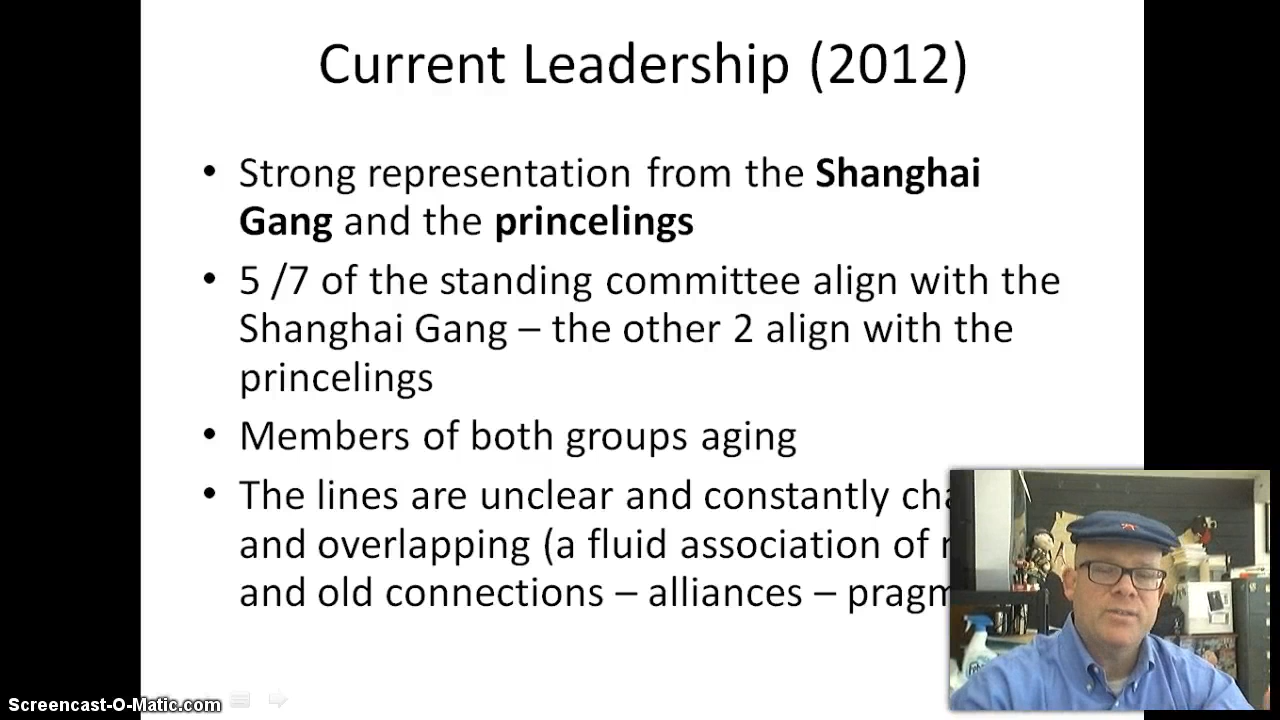 Current Leadership (2012)
• Strong representation from the Shanghai
Gang and the princelings
• 5 /7 of the standing committee align with the
Shanghai Gang – the other 2 align with the
princelings
• Members of both groups aging
• The lines are unclear and constantly
and overlapping (a fluid association of
and old connections – alliances –
Screencast-O-Matic.com